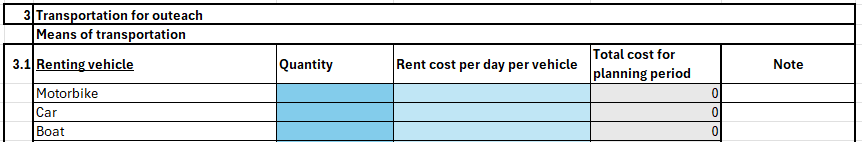 3 Transportation for outeach
Means of transportation
3.1 Renting vehicle Quantity Rent cost per day per vehicle Total cost for planning period Note
Motorbike 0
Car 0
Boat 0